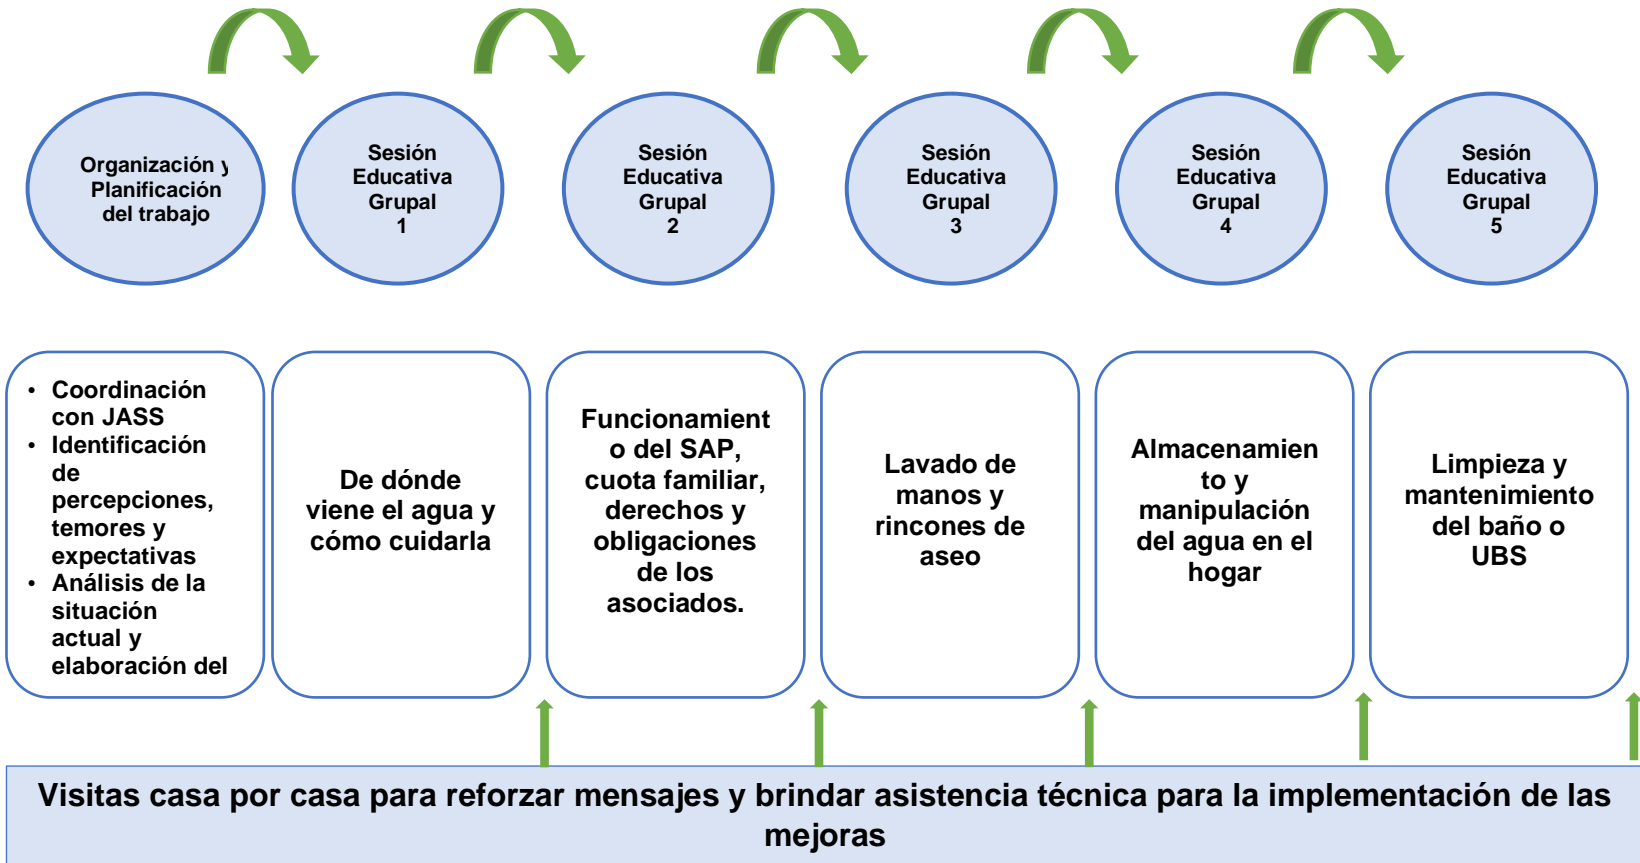 Organización y
Planificación
del trabajo
Sesión
Educativa
Grupal
1
Sesión
Educativa
Grupal
2
Sesión
Educativa
Grupal
3
Sesión
Educativa
Grupal
4
Sesión
Educativa
Grupal
5
• Coordinación
con JASS
• Identificación
de
percepciones,
temores y
expectativas
• Análisis de la
situación
actual y
elaboración del
De dónde
viene el agua y
cómo cuidarla
Funcionamient
o del SAP,
cuota familiar,
derechos y
obligaciones
de los
asociados.
Lavado de
manos y
rincones de
aseo
Almacenamien
to y
manipulación
del agua en el
hogar
Limpieza y
mantenimiento
del baño o
UBS
Visitas casa por casa para reforzar mensajes y brindar asistencia técnica para la implementación de las
mejoras